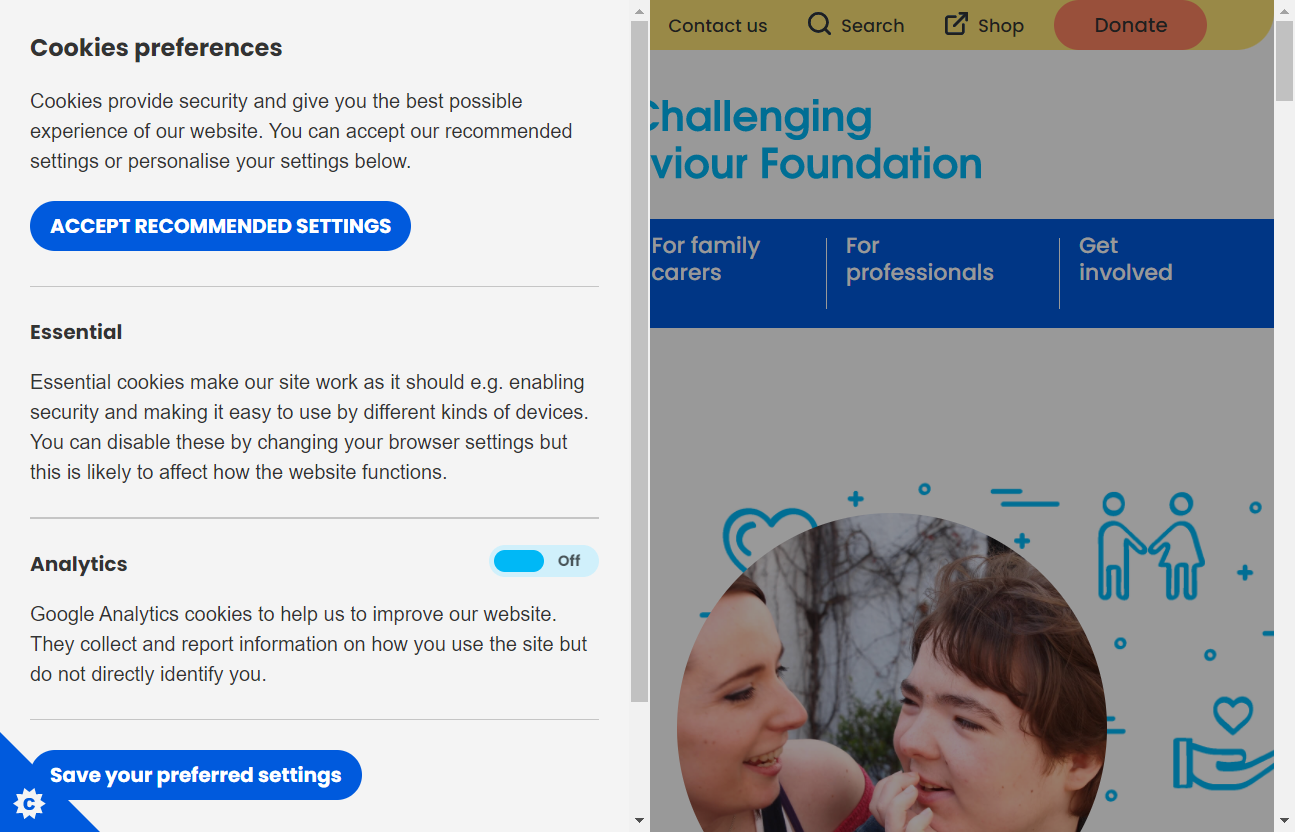 Cookies preferences
Cookies provide security and give you the best possible
experience of our website. You can accept our recommended
settings or personalise your settings below.
ACCEPT RECOMMENDED SETTINGS
Essential
Essential cookies make our site work as it should e.g. enabling
security and making it easy to use by different kinds of devices.
You can disable these by changing your browser settings but
this is likely to affect how the website functions.
Analytics
Off
Google Analytics cookies to help us to improve our website.
They collect and report information on how you use the site but
do not directly identify you.
Save your preferred settings
C
Contact us
Search
Shop
Donate
Challenging
viour Foundation
For family
carers
For
professionals
Get
involved